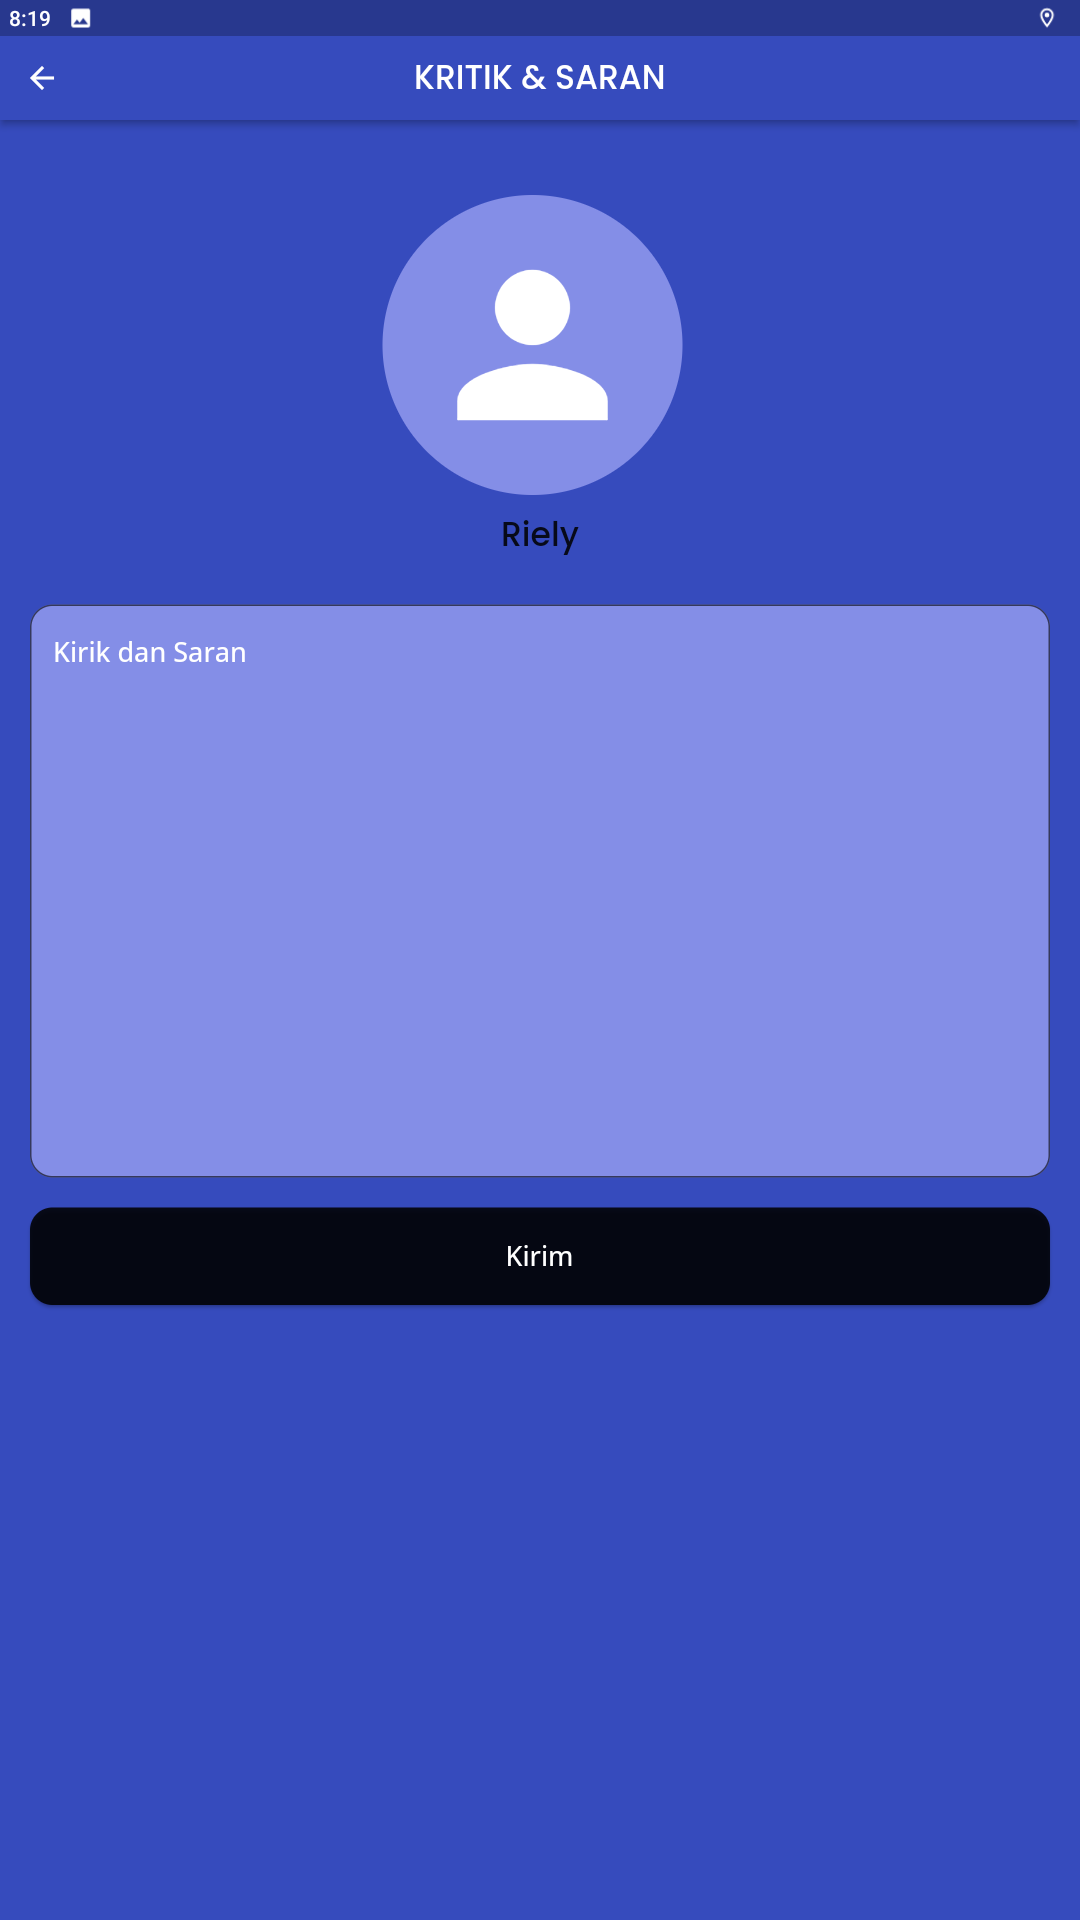 8:19
KRITIK & SARAN
Riely
Kirik dan Saran
Kirim